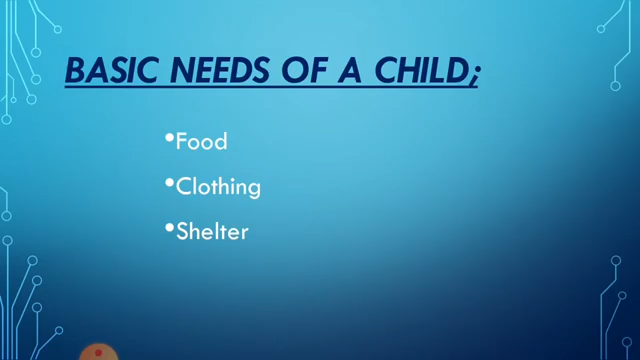 BASIC NEEDS OF A CHILD;
•Food
•Clothing
•Shelter